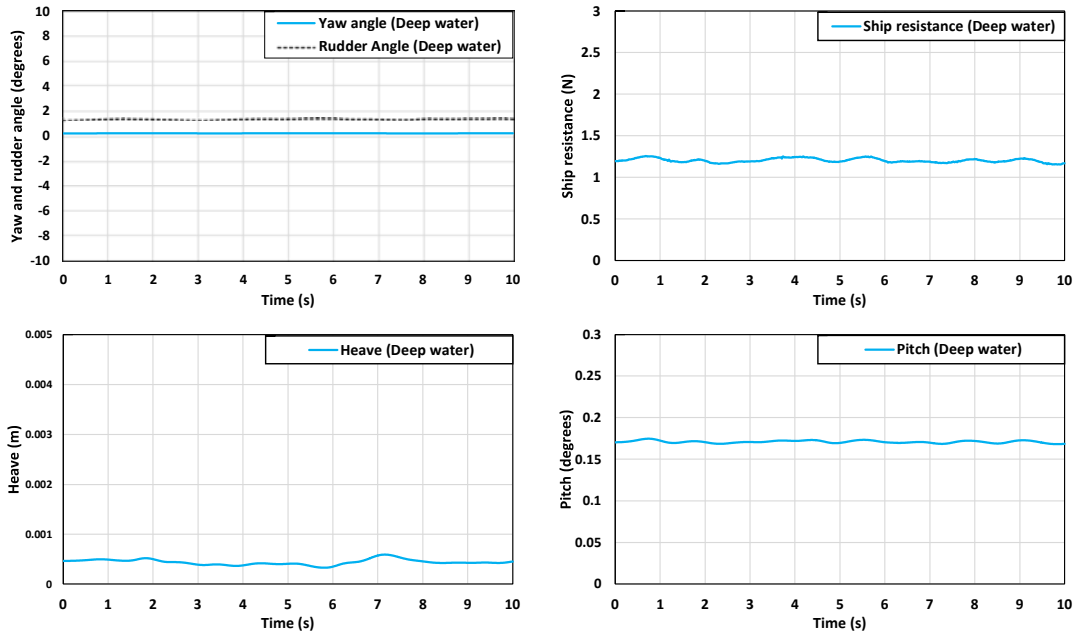 Yaw angle (Deep water)
Rudder Angle (Deep water)
Yaw and rudder angle (degrees)
10
8
6
4
2
0
-2
-4
-6
-8
-10
0 1 2 3 4 5 6 7 8 9 10
Time (s)
Ship resistance (Deep water)
Ship resistance (N)
3
2.5
2
1.5
1
0.5
0
0 1 2 3 4 5 6 7 8 9 10
Time (s)
Heave (Deep water)
Heave (m)
0.005
0.004
0.003
0.002
0.001
0
0 1 2 3 4 5 6 7 8 9 10
Time (s)
Pitch (Deep water)
Pitch (degrees)
0.3
0.25
0.2
0.15
0.1
0.05
0
0 1 2 3 4 5 6 7 8 9 10
Time (s)